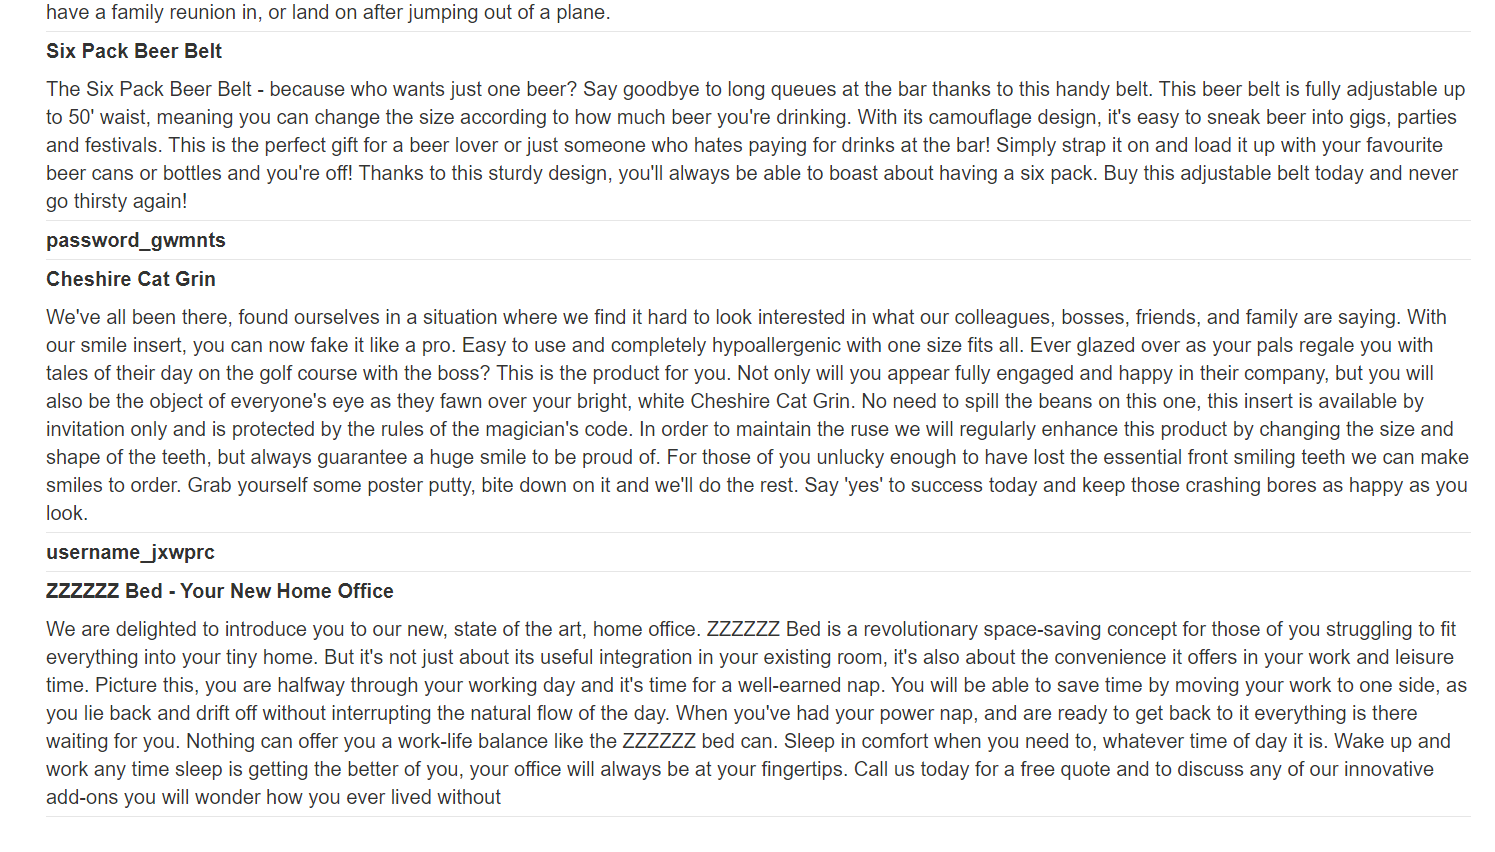 have a family reunion in, or land on after jumping out of a plane.
Six Pack Beer Belt
The Six Pack Beer Belt - because who wants just one beer? Say goodbye to long queues at the bar thanks to this handy belt. This beer belt is fully adjustable up
to 50' waist, meaning you can change the size according to how much beer you're drinking. With its camouflage design, it's easy to sneak beer into gigs, parties
and festivals. This is the perfect gift for a beer lover or just someone who hates paying for drinks at the bar! Simply strap it on and load it up with your favourite
beer cans or bottles and you're off! Thanks to this sturdy design, you'll always be able to boast about having a six pack. Buy this adjustable belt today and never
go thirsty again!
password_gwmnts
Cheshire Cat Grin
We've all been there, found ourselves in a situation where we find it hard to look interested in what our colleagues, bosses, friends, and family are saying. With
our smile insert, you can now fake it like a pro. Easy to use and completely hypoallergenic with one size fits all. Ever glazed over as your pals regale you with
tales of their day on the golf course with the boss? This is the product for you. Not only will you appear fully engaged and happy in their company, but you will
also be the object of everyone's eye as they fawn over your bright, white Cheshire Cat Grin. No need to spill the beans on this one, this insert is available by
invitation only and is protected by the rules of the magician's code. In order to maintain the ruse we will regularly enhance this product by changing the size and
shape of the teeth, but always guarantee a huge smile to be proud of. For those of you unlucky enough to have lost the essential front smiling teeth we can make
smiles to order. Grab yourself some poster putty, bite down on it and we'll do the rest. Say 'yes' to success today and keep those crashing bores as happy as you
look.
username_jxwprc
ZZZZZZ Bed - Your New Home Office
We are delighted to introduce you to our new, state of the art, home office. ZZZZZZ Bed is a revolutionary space-saving concept for those of you struggling to fit
everything into your tiny home. But it's not just about its useful integration in your existing room, it's also about the convenience it offers in your work and leisure
time. Picture this, you are halfway through your working day and it's time for a well-earned nap. You will be able to save time by moving your work to one side, as
you lie back and drift off without interrupting the natural flow of the day. When you've had your power nap, and are ready to get back to it everything is there
waiting for you. Nothing can offer you a work-life balance like the ZZZZZZ bed can. Sleep in comfort when you need to, whatever time of day it is. Wake up and
work any time sleep is getting the better of you, your office will always be at your fingertips. Call us today for a free quote and to discuss any of our innovative
add-ons you will wonder how you ever lived without